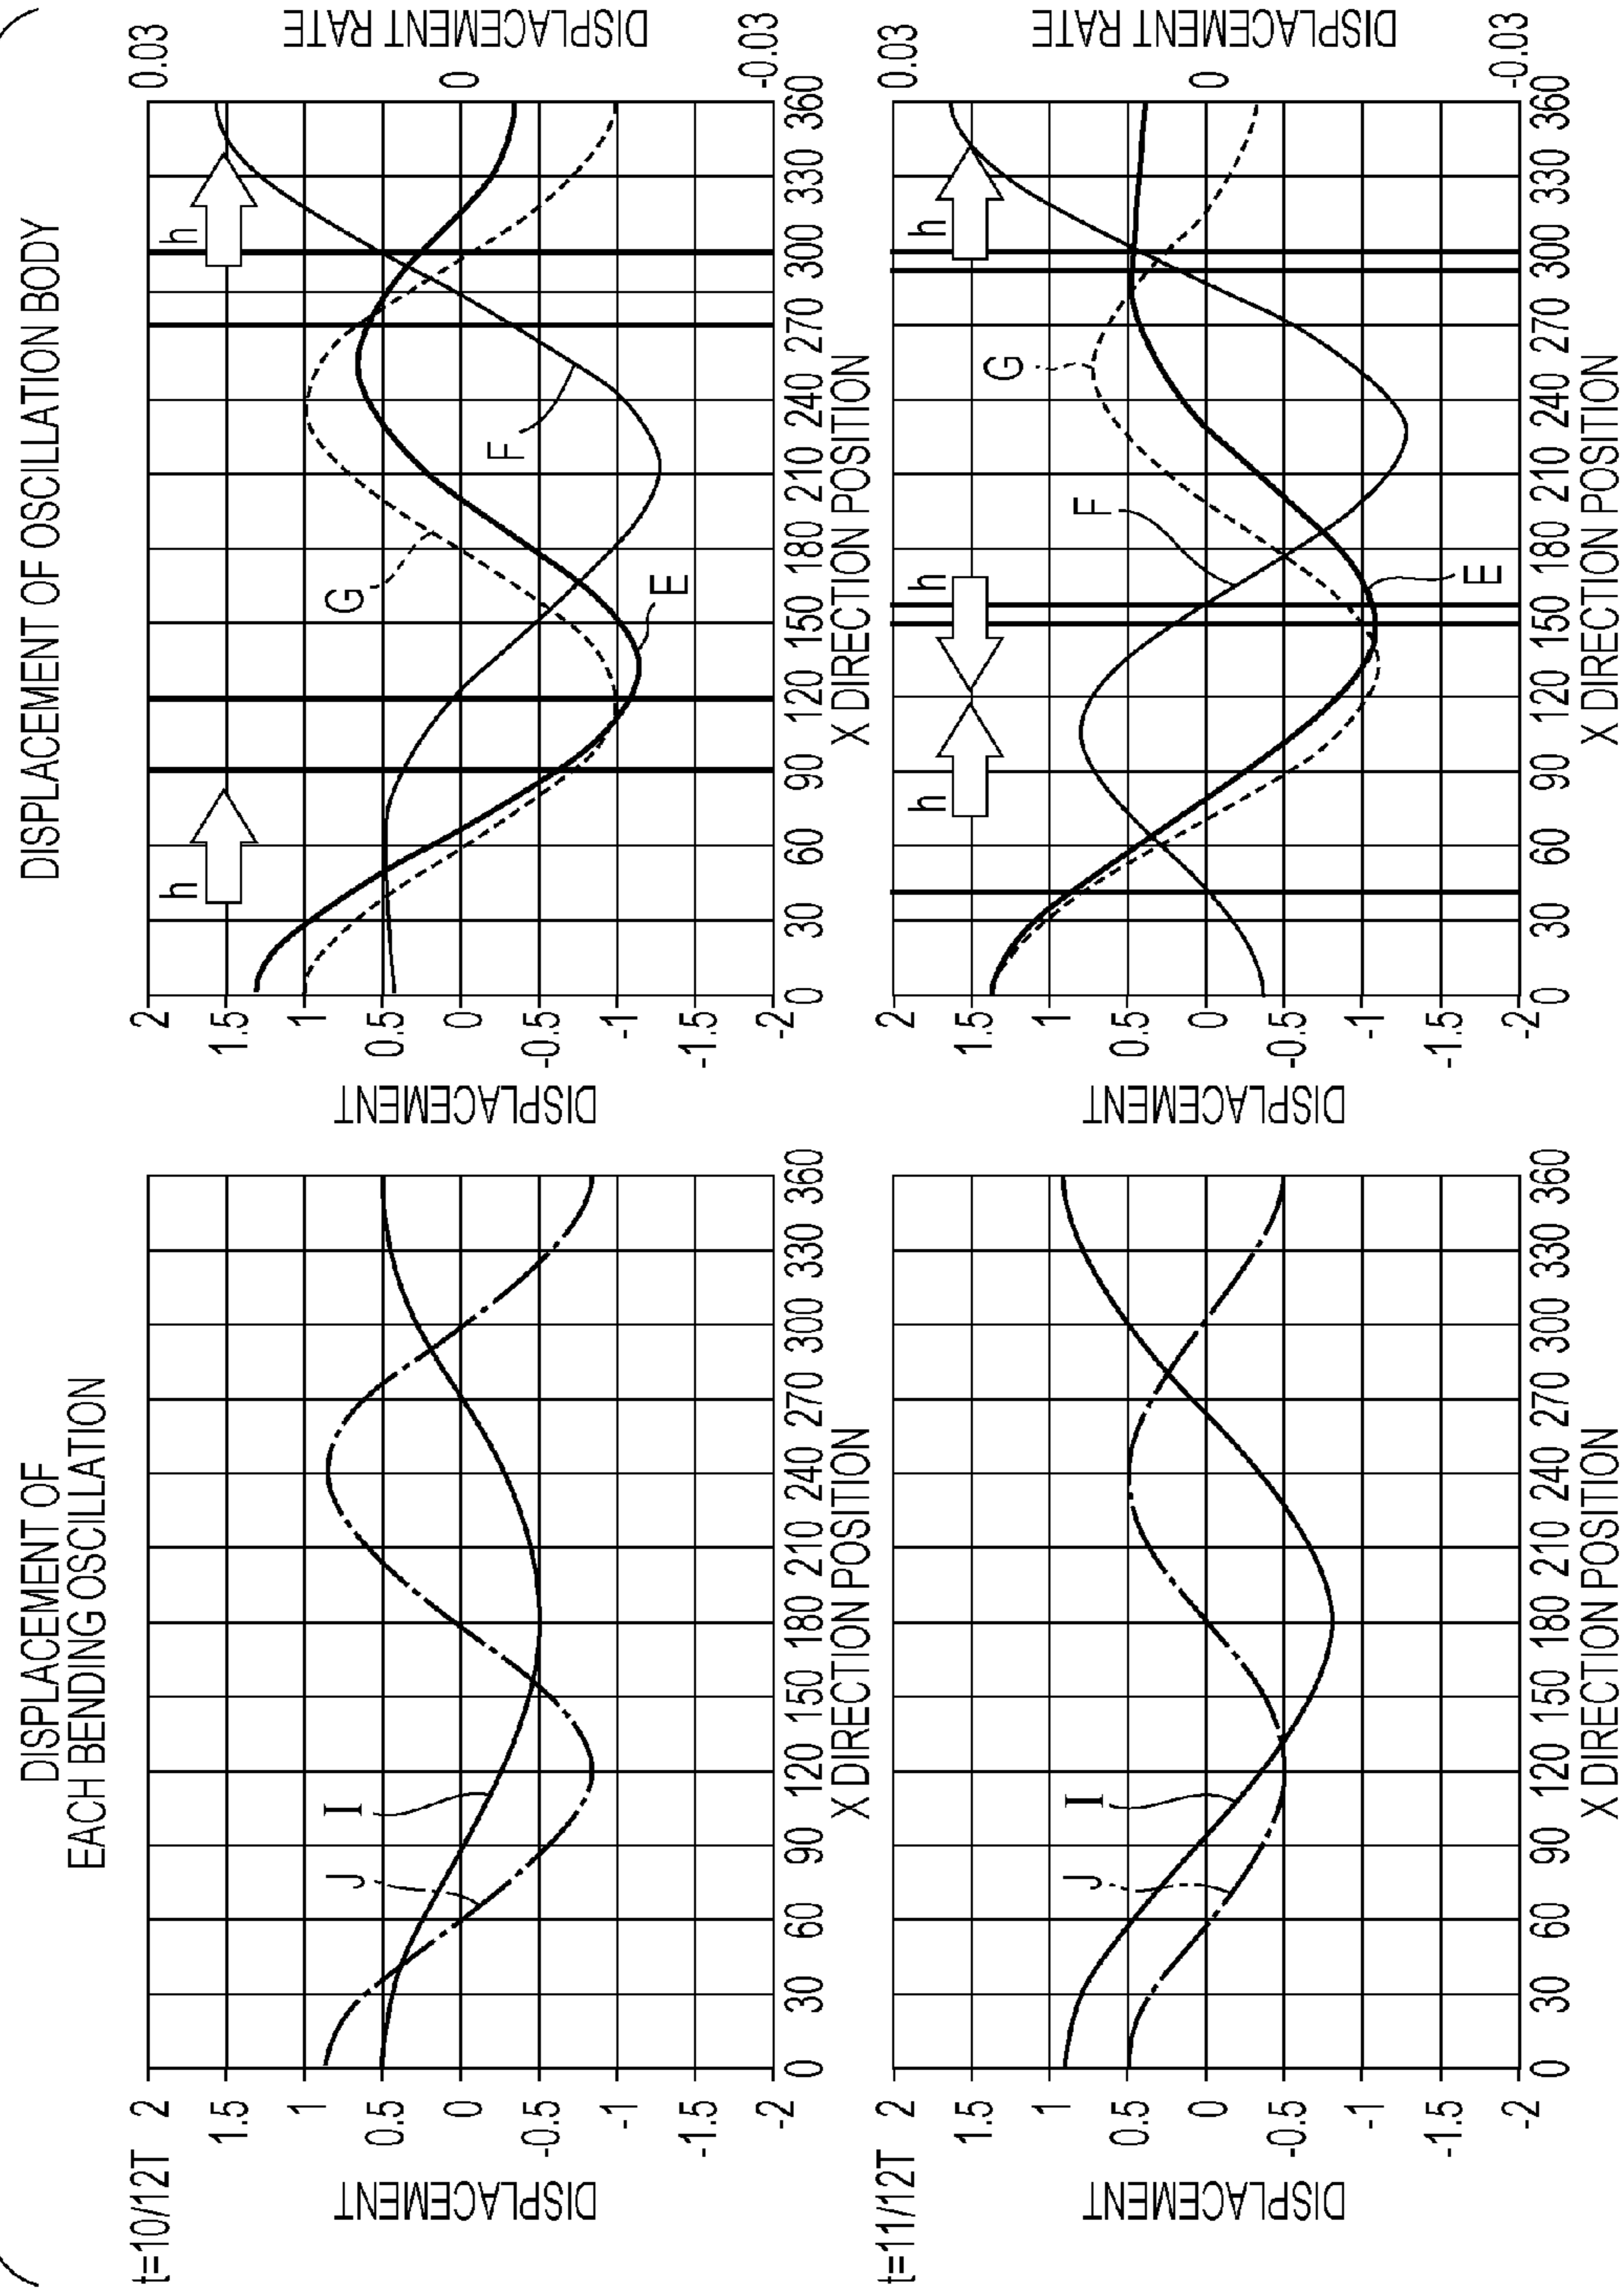 DISPLACEMENT OF
EACH BENDING OSCILLATION
DISPLACEMENT OF OSCILLATION BODY
t=10/12T
DISPLACEMENT
2
1.5
1
0.5
0
-0.5
-1
-1.5
-2
J
I
0 30 60 90 120 150 180 210 240 270 300 330 360
X DIRECTION POSITION
DISPLACEMENT
2
1.5
1
0.5
0
-0.5
-1
-1.5
-2
h
h
G
F
E
0 30 60 90 120 150 180 210 240 270 300 330 360
X DIRECTION POSITION
0.03
0
-0.03
DISPLACEMENT RATE
t=11/12T
DISPLACEMENT
2
1.5
1
0.5
0
-0.5
-1
-1.5
-2
J
I
0 30 60 90 120 150 180 210 240 270 300 330 360
X DIRECTION POSITION
DISPLACEMENT
2
1.5
1
0.5
0
-0.5
-1
-1.5
-2
h
h
h
G
F
E
0 30 60 90 120 150 180 210 240 270 300 330 360
X DIRECTION POSITION
0.03
0
-0.03
DISPLACEMENT RATE